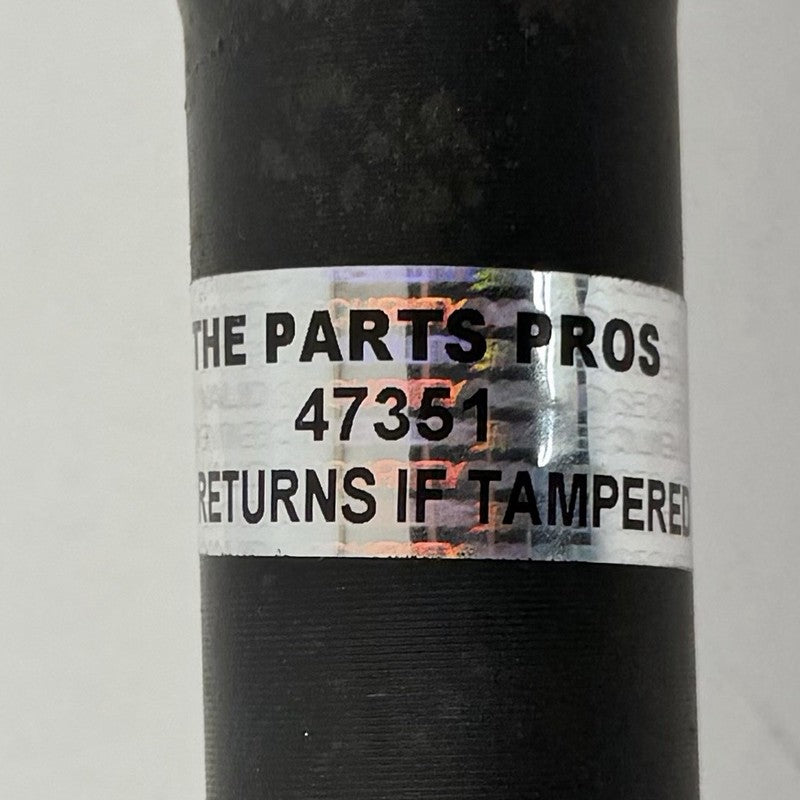 THE PARTS PROS
47351
RETURNS IF TAMPERED